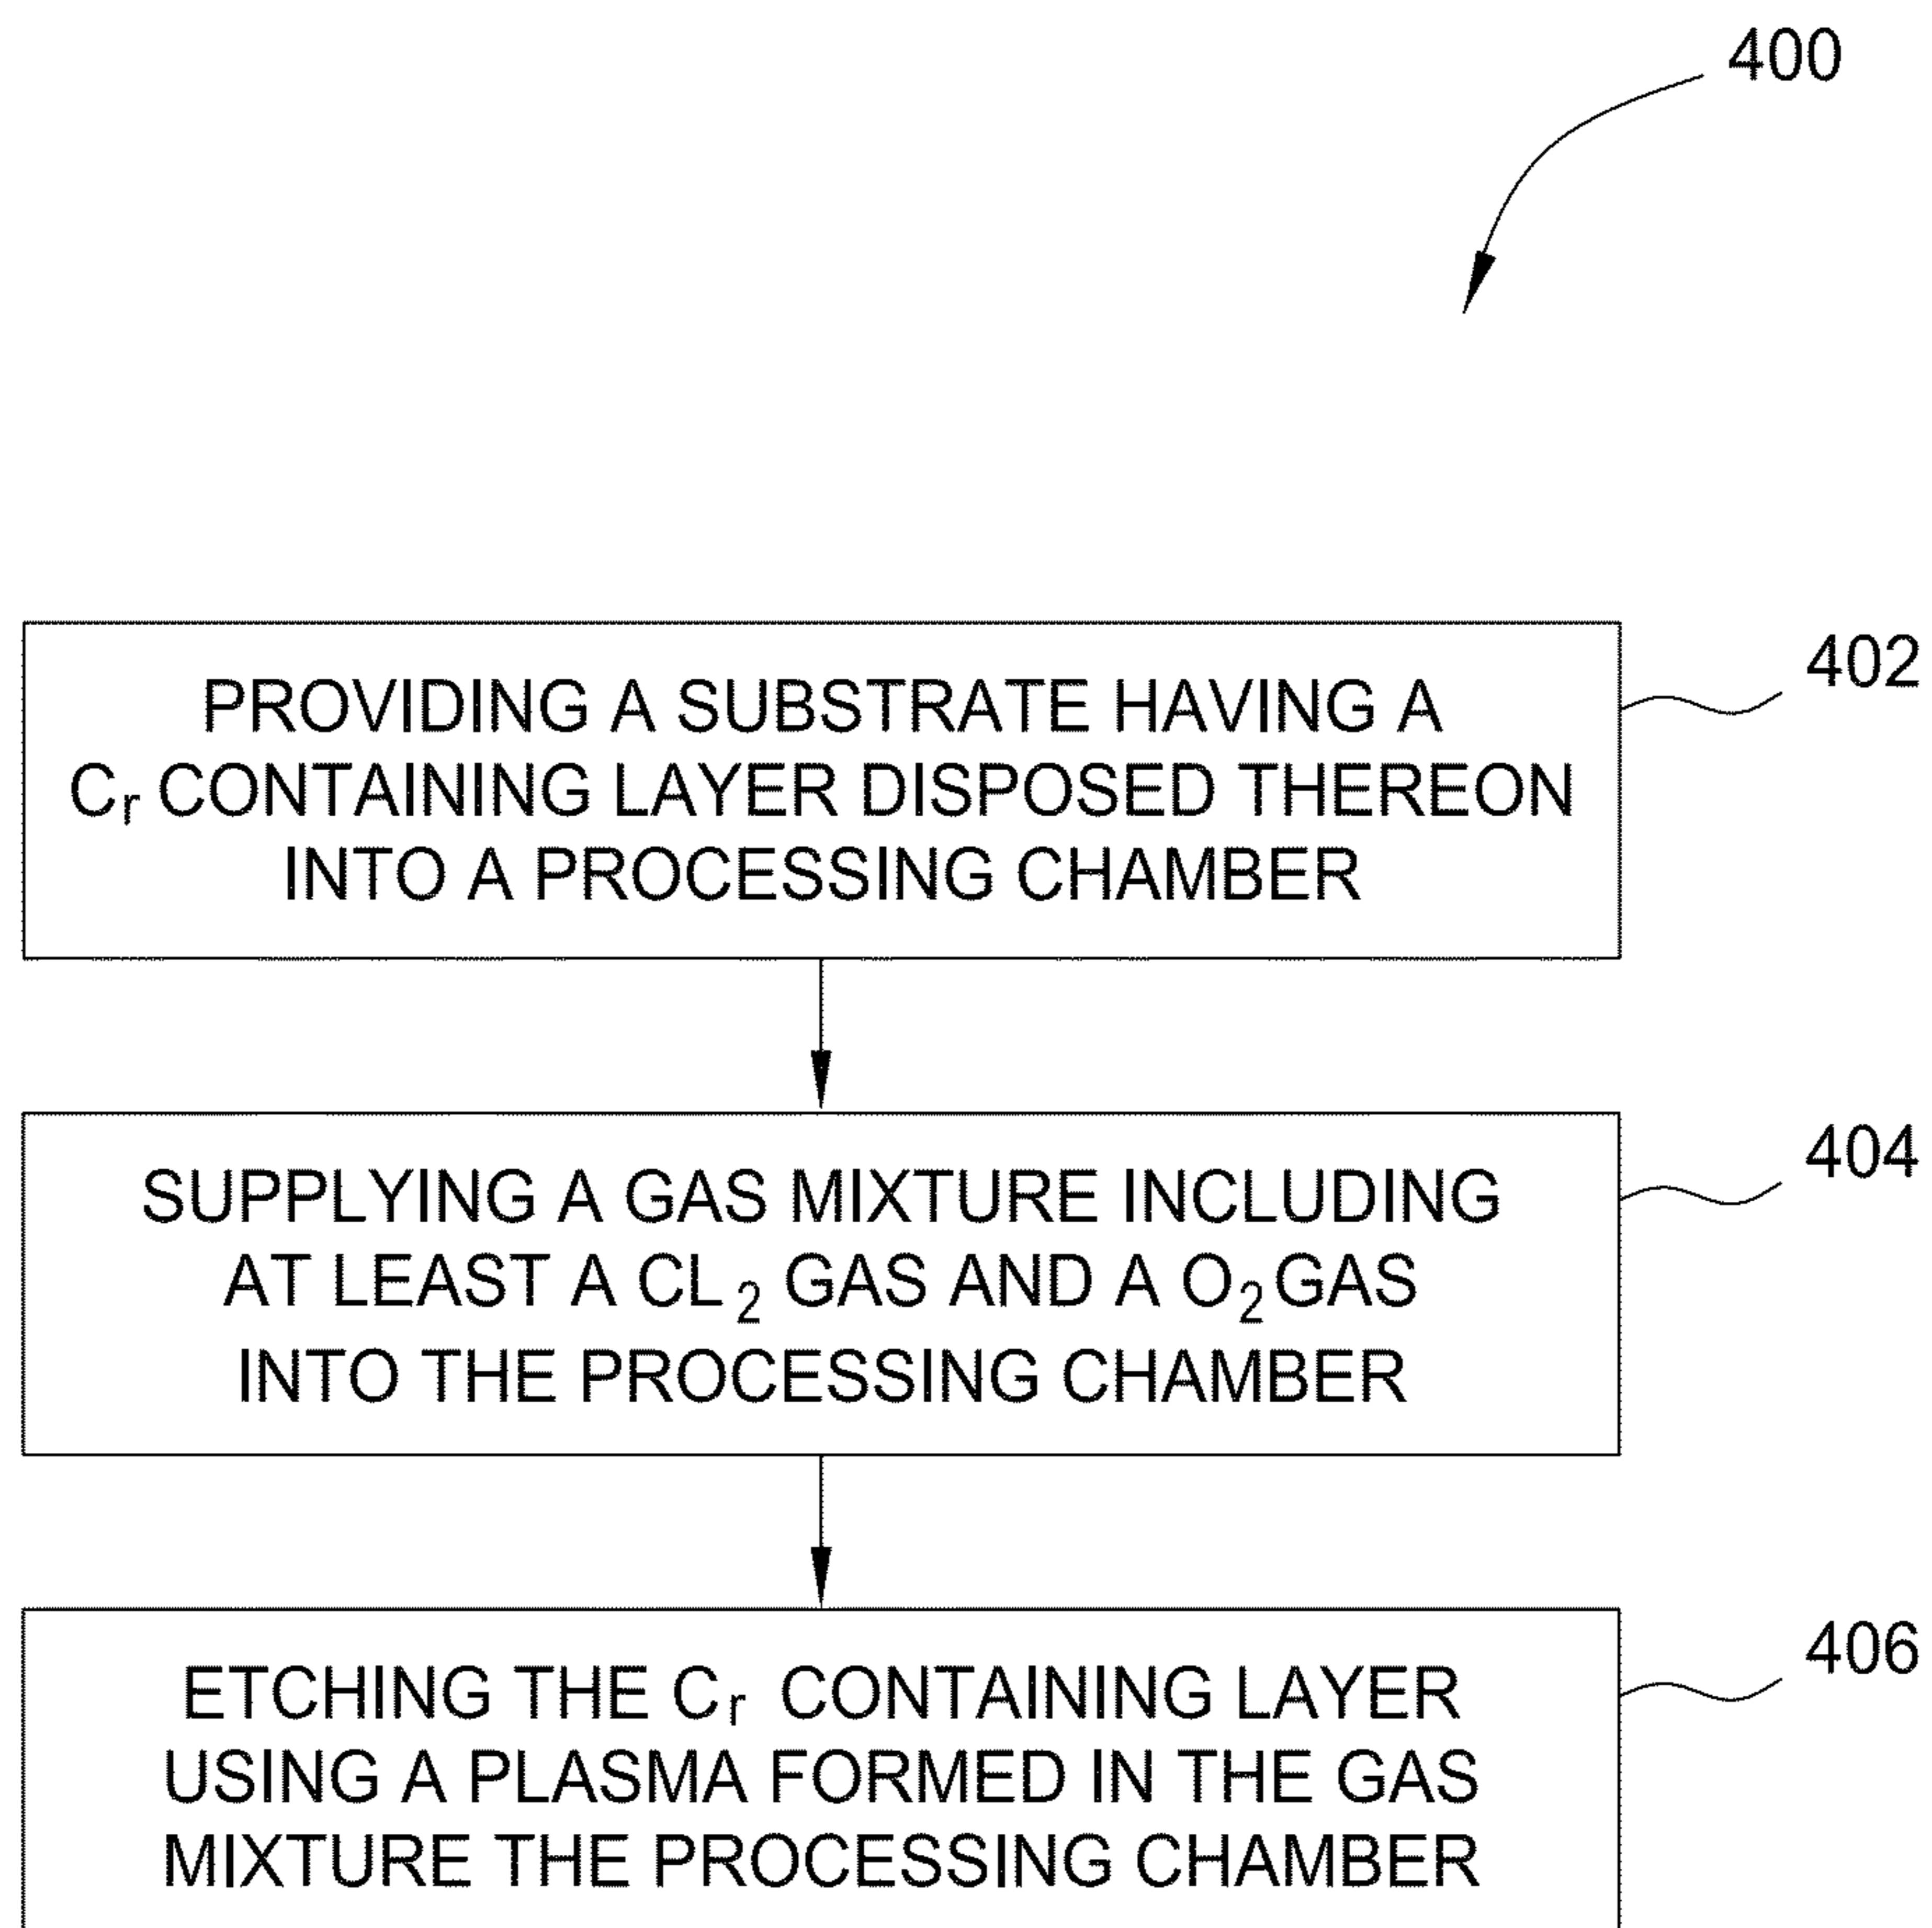 400
PROVIDING A SUBSTRATE HAVING A
Cr CONTAINING LAYER DISPOSED THEREON
INTO A PROCESSING CHAMBER
402
SUPPLYING A GAS MIXTURE INCLUDING
AT LEAST A CL2 GAS AND A O2 GAS
INTO THE PROCESSING CHAMBER
404
ETCHING THE Cr CONTAINING LAYER
USING A PLASMA FORMED IN THE GAS
MIXTURE THE PROCESSING CHAMBER
406